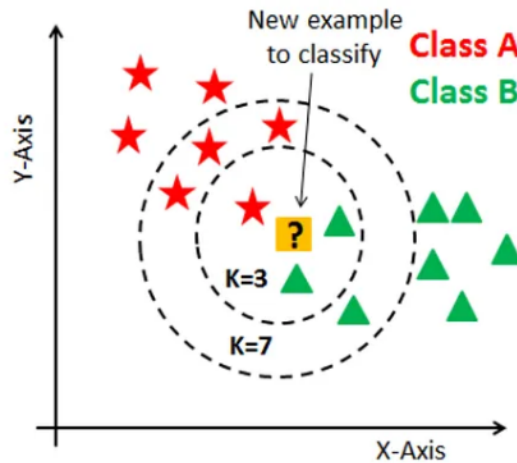 New example
to classify
Class A
Class B
Y-Axis
?
K=3
K=7
X-Axis